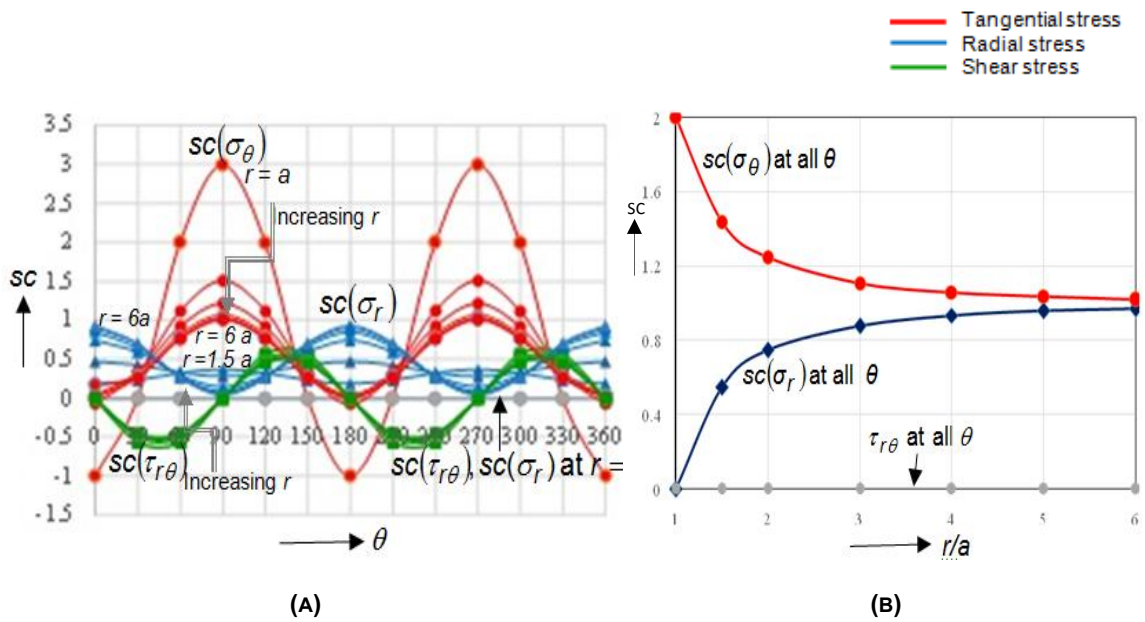 Tangential stress
Radial stress
Shear stress
3.5
3
2.5
2
1.5
1
0.5
0
-0.5
-1
-1.5
sc
sc(σθ)
r = a
Increasing r
sc(σr)
r = 6a
r = 6 a
r =1.5 a
0 30 60 90 120 150 180 210 240 270 300 330 360
sc(τrθ)
Increasing r
sc(τrθ), sc(σr) at r =
θ
(A)
2
1.6
1.2
0.8
0.4
0
sc
sc(σθ) at all θ
sc(σr) at all θ
τrθ at all θ
1 2 3 4 5 6
r/a
(B)